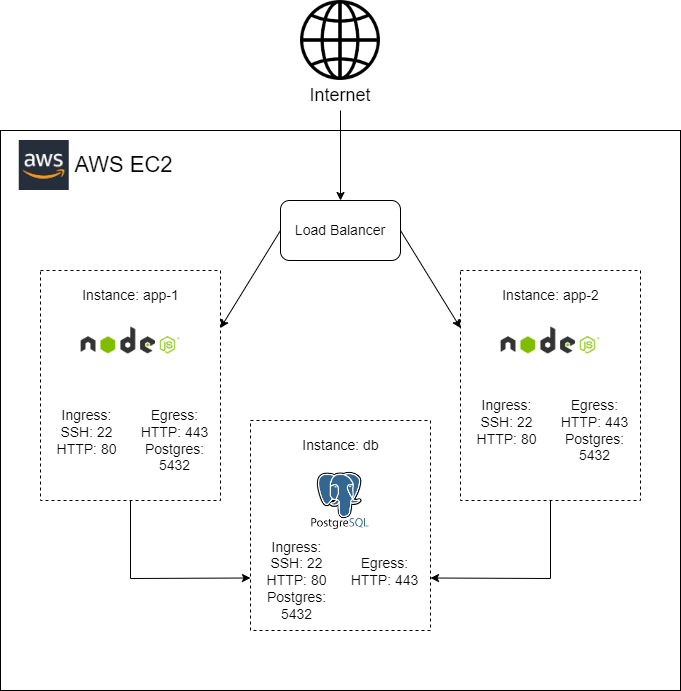 Internet
aws
AWS EC2
Load Balancer
Instance: app-1
node
JS
Ingress:
SSH: 22
HTTP: 80
Egress:
HTTP: 443
Postgres:
5432
Instance: app-2
node
JS
Ingress:
SSH: 22
HTTP: 80
Egress:
HTTP: 443
Postgres:
5432
Instance: db
PostgreSQL
Ingress:
SSH: 22
HTTP: 80
Postgres:
5432
Egress:
HTTP: 443